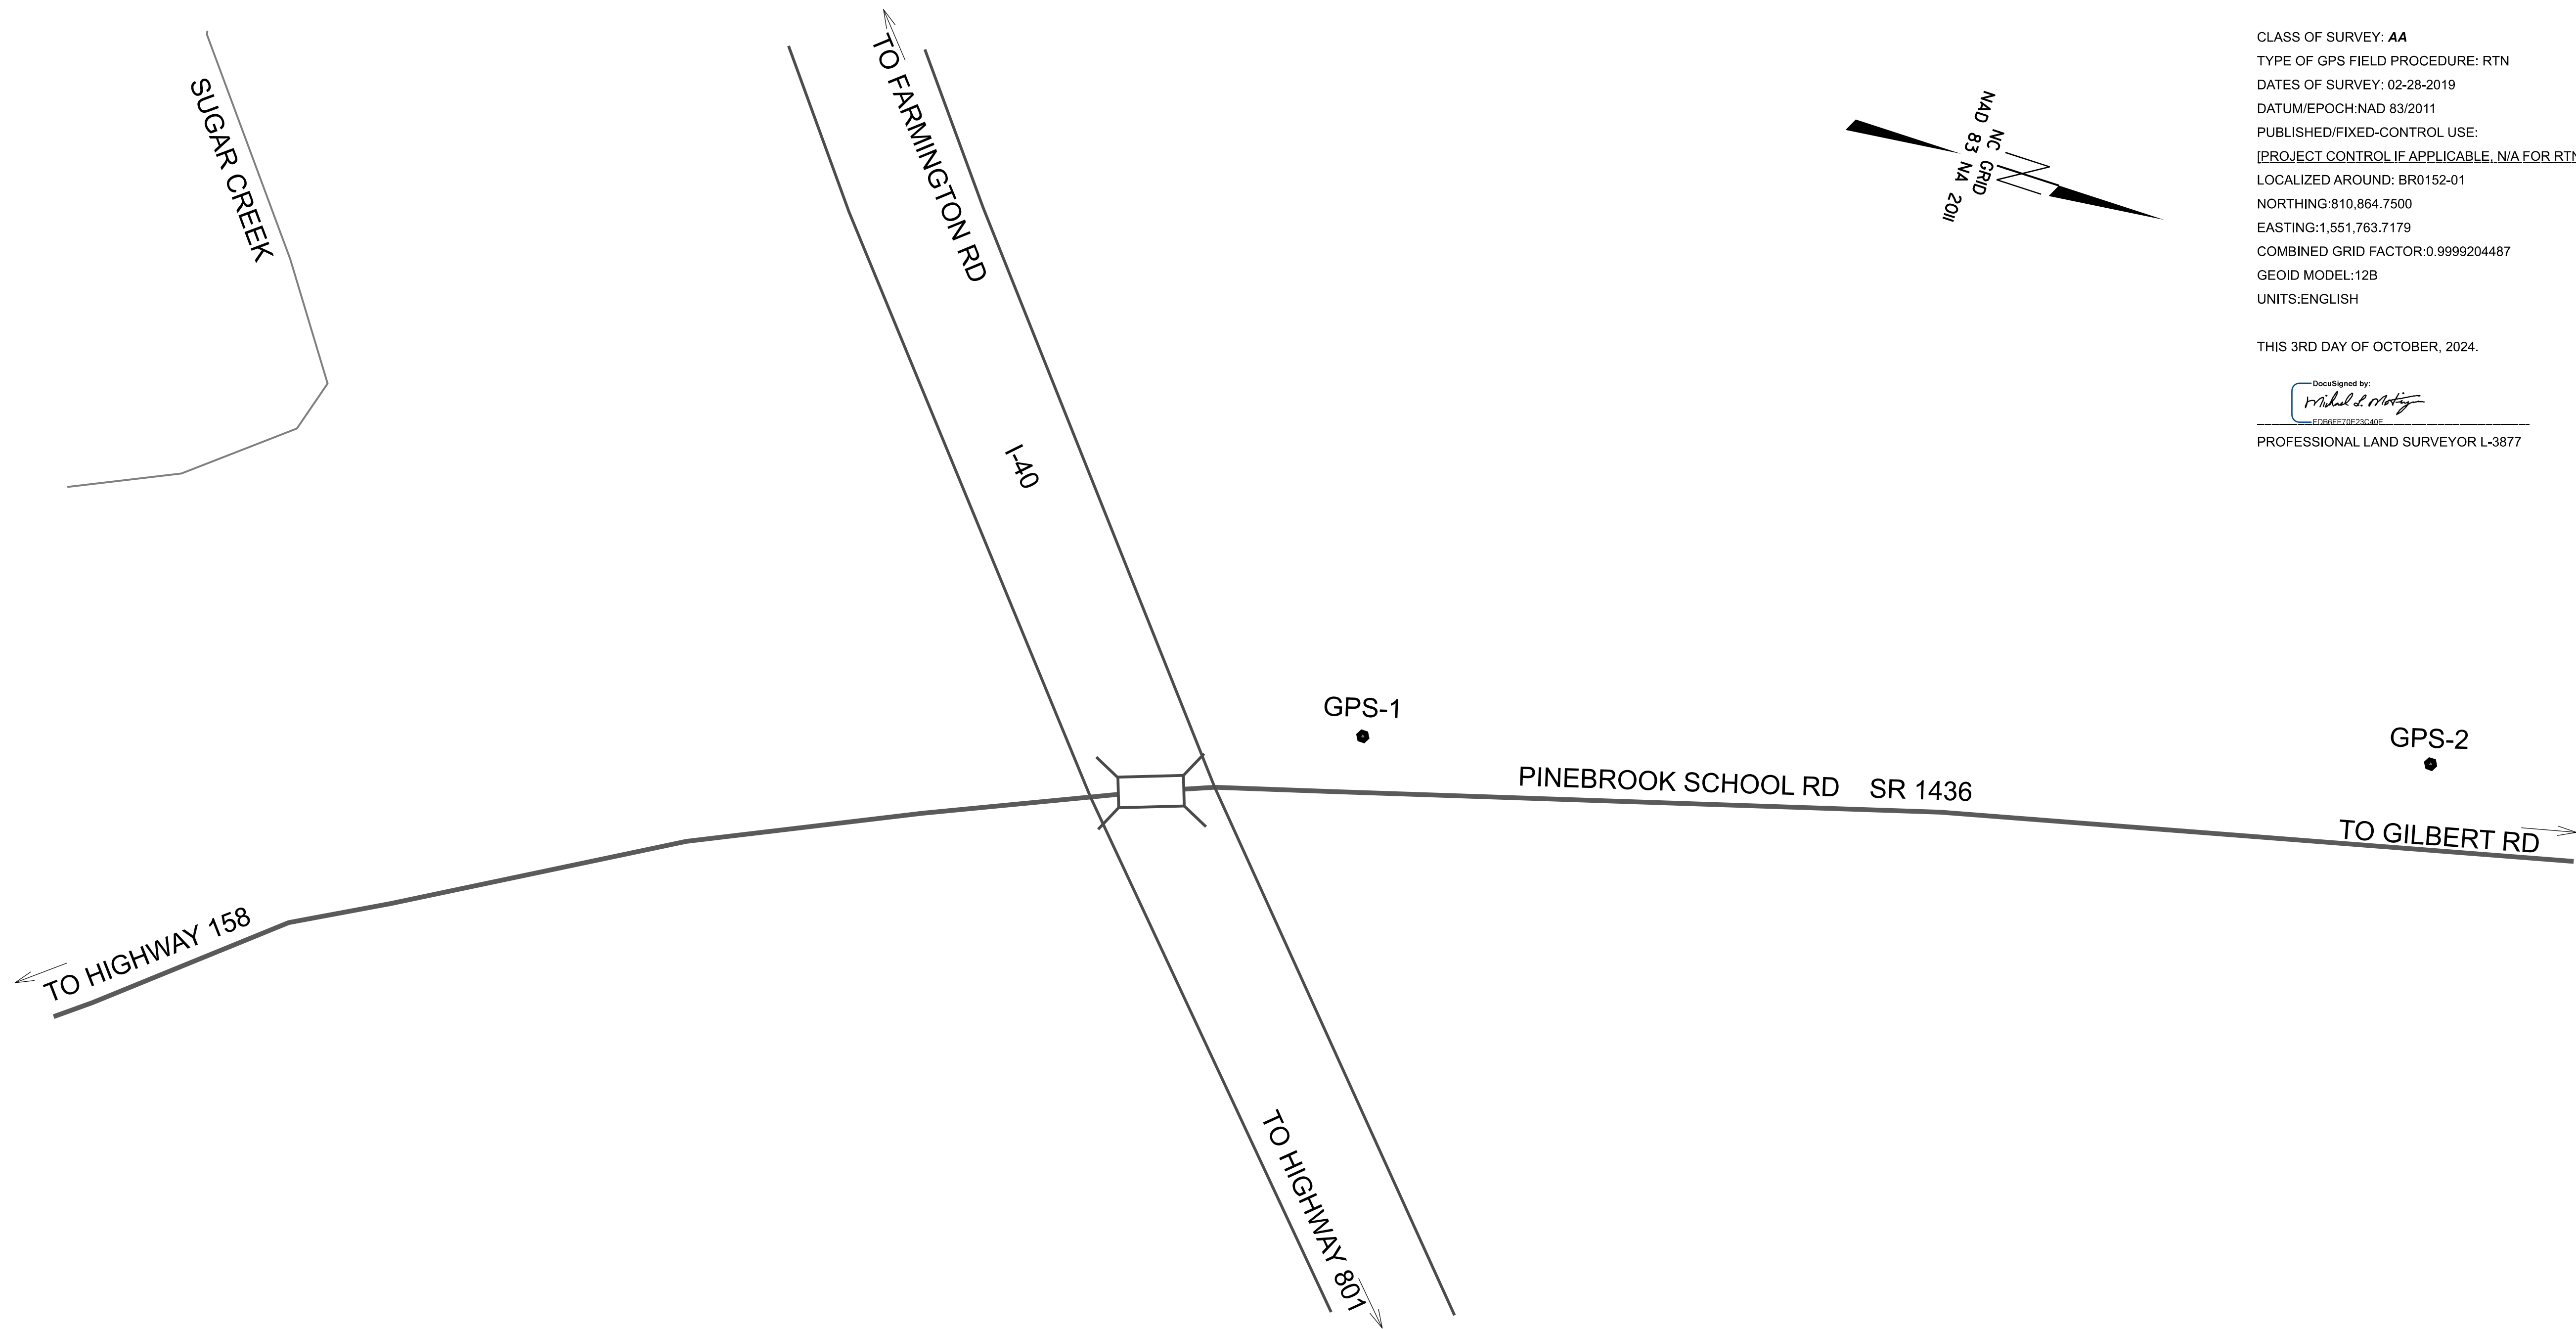 SUGAR CREEK
TO FARMINGTON RD
I-40
NC GRID
NAD 83 NA 2011
CLASS OF SURVEY: AA
TYPE OF GPS FIELD PROCEDURE: RTN
DATES OF SURVEY: 02-28-2019
DATUM/EPOCH:NAD 83/2011
PUBLISHED/FIXED-CONTROL USE:
[PROJECT CONTROL IF APPLICABLE, N/A FOR RTN
LOCALIZED AROUND: BR0152-01
NORTHING:810,864.7500
EASTING:1,551,763.7179
COMBINED GRID FACTOR:0.9999204487
GEOID MODEL:12B
UNITS:ENGLISH
THIS 3RD DAY OF OCTOBER, 2024.
DocuSigned by:
Michael L.
PROFESSIONAL LAND SURVEYOR L-3877
GPS-1
GPS-2
PINEBROOK SCHOOL RD SR 1436
TO GILBERT RD
TO HIGHWAY 158
TO HIGHWAY 801